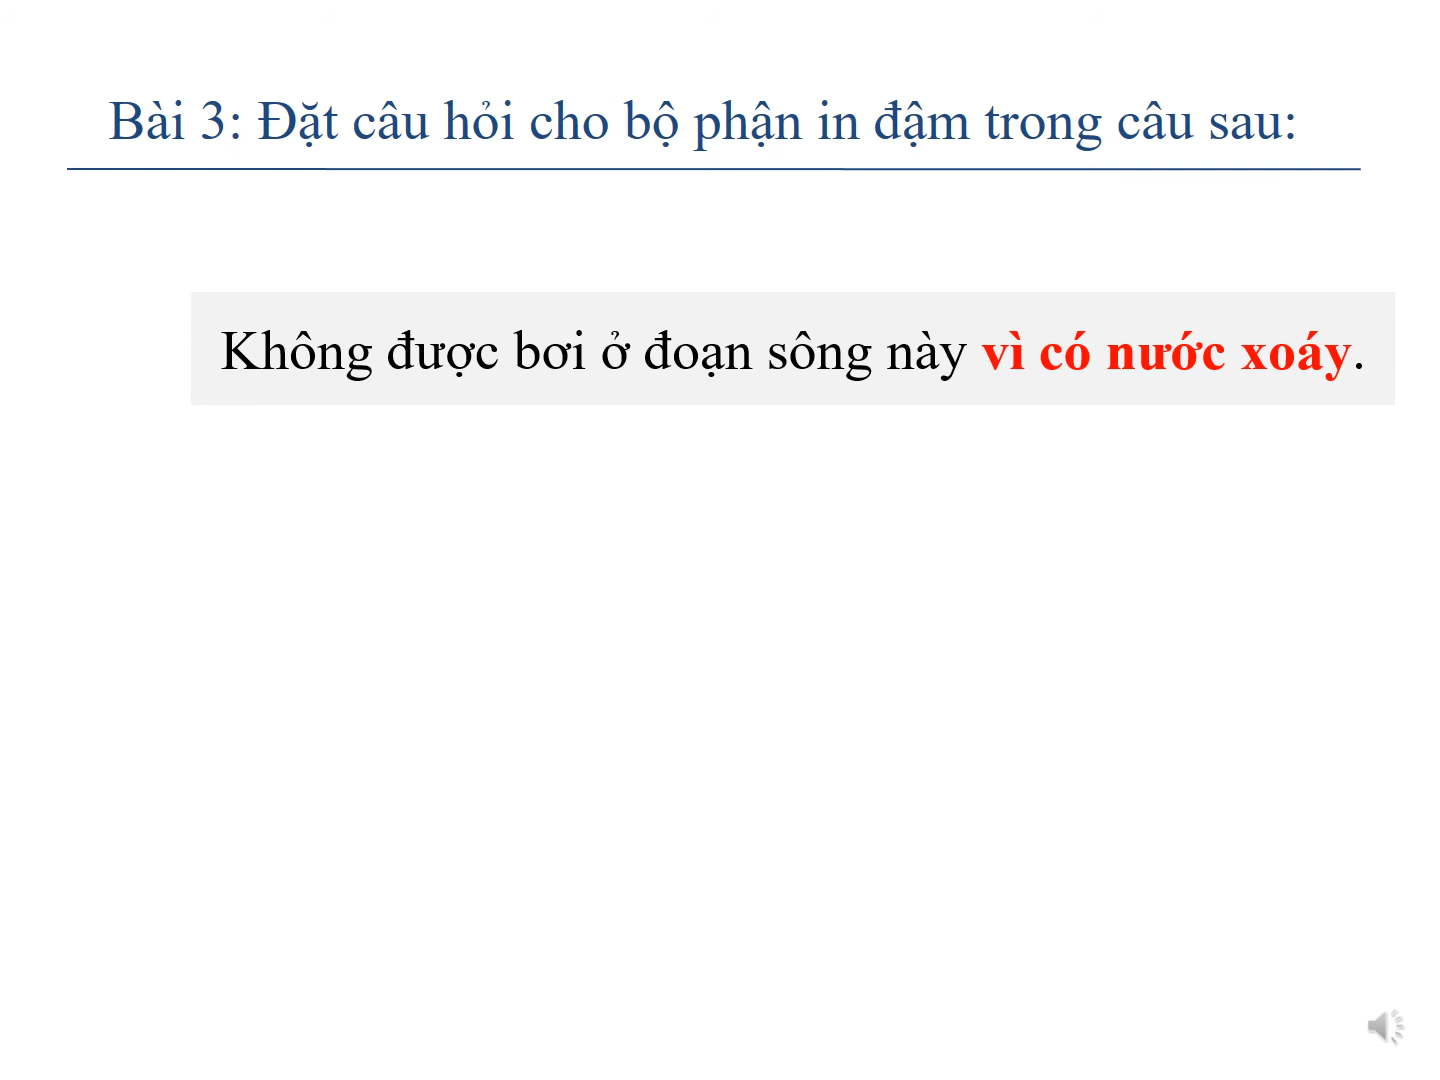 Bài 3: Đặt câu hỏi cho bộ phận in đậm trong câu sau:
Không được bơi ở đoạn sông này vì có nước xoáy.